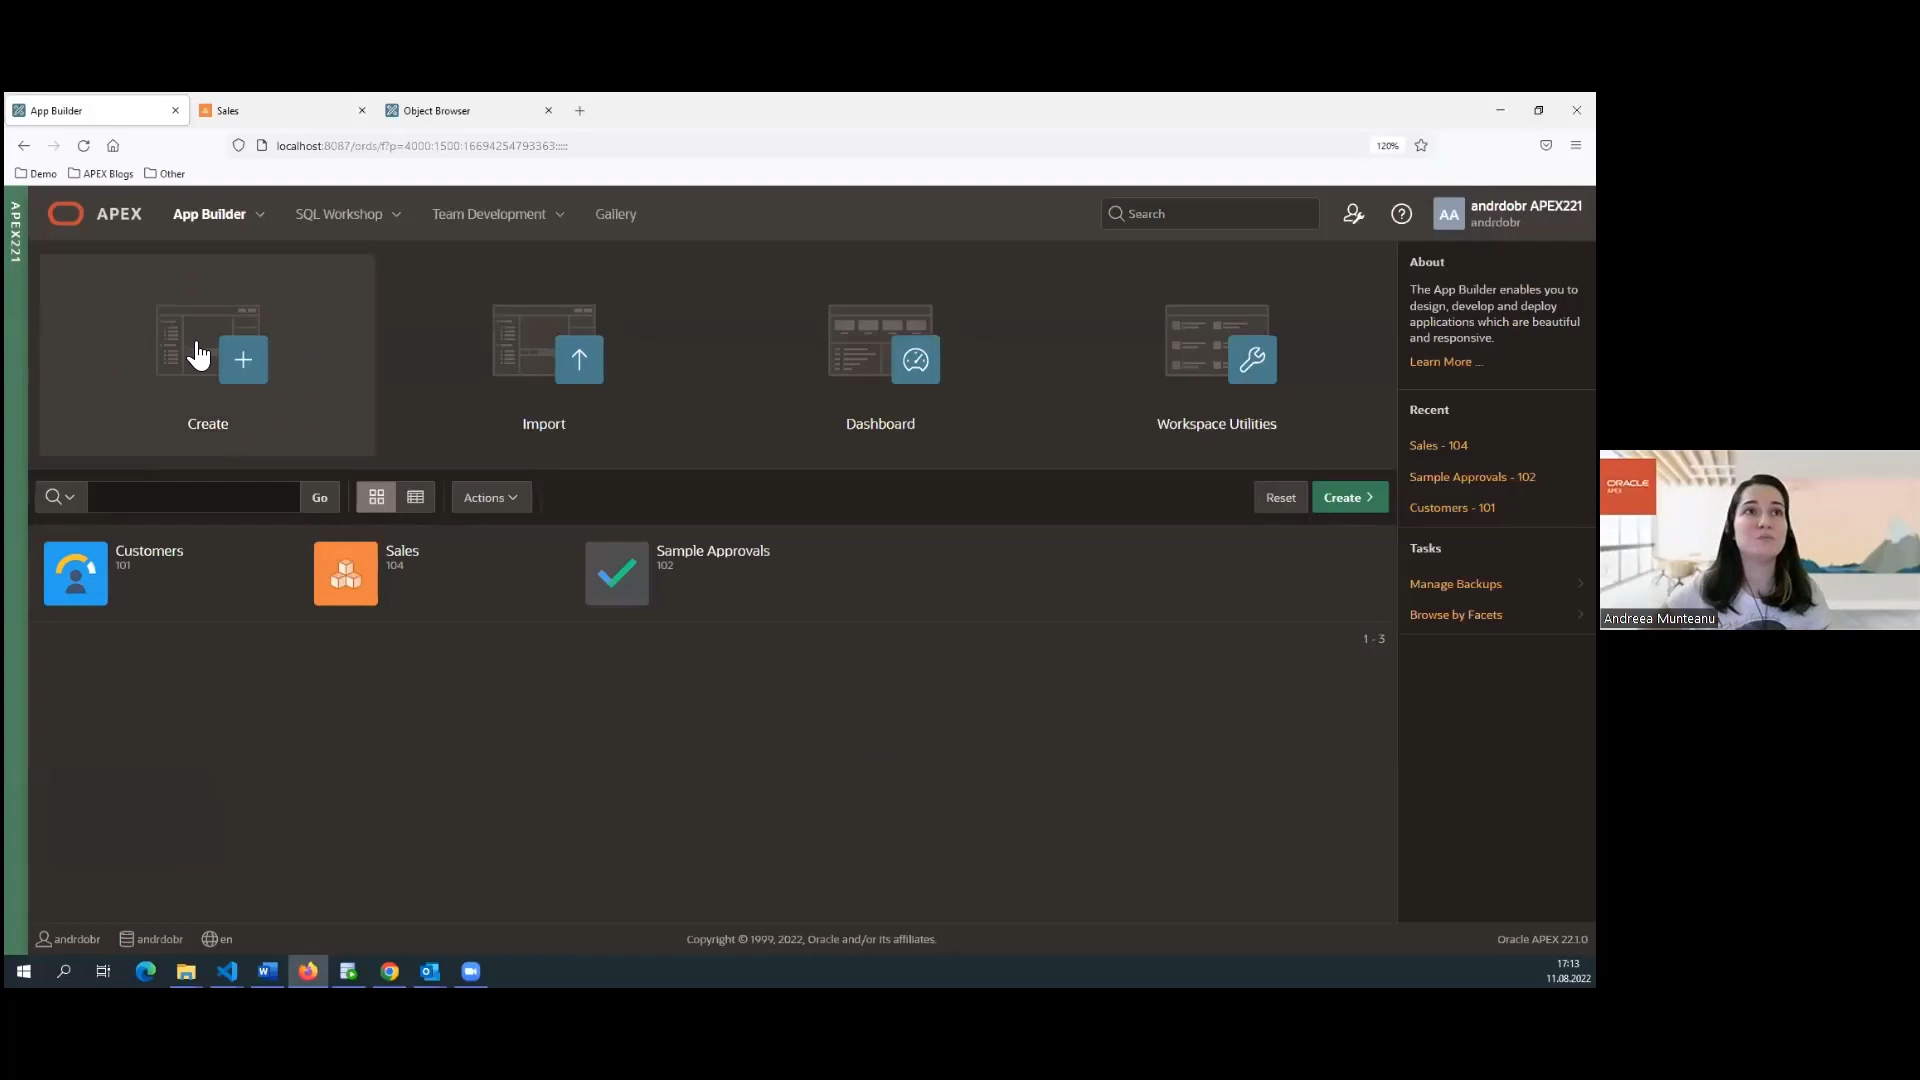 App Builder
Sales
Object Browser
localhost:8087/ords/f?p=4000:1500:16694254793363:::::
120%
Demo
APEX Blogs
Other
APEX221
APEX
App Builder
SQL Workshop
Team Development
Gallery
Search
AA
andrdobr APEX221
andrdobr
Create
Import
Dashboard
Workspace Utilities
About
The App Builder enables you to
design, develop and deploy
applications which are beautiful
and responsive.
Learn More ...
Recent
Sales - 104
Sample Approvals - 102
Customers - 101
Tasks
Manage Backups
Browse by Facets
Go
Actions
Reset
Create
Customers
101
Sales
104
Sample Approvals
102
1 - 3
andrdobr
andrdobr
en
Copyright © 1999, 2022, Oracle and/or its affiliates.
Oracle APEX 22.1.0
17:13
11.08.2022
ORACLE
APEX
Andreea Munteanu